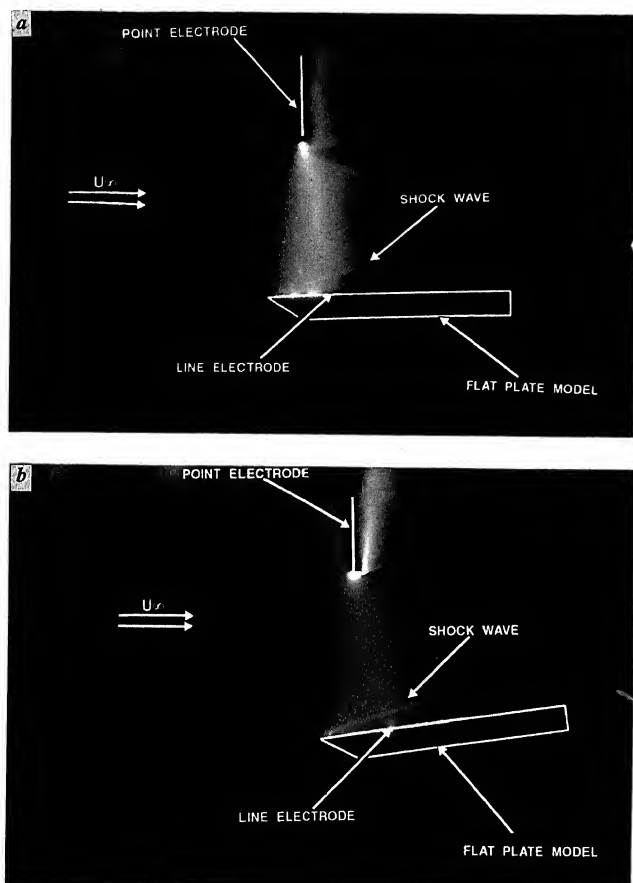 a
POINT ELECTRODE
U∞
SHOCK WAVE
LINE ELECTRODE
FLAT PLATE MODEL
b
POINT ELECTRODE
U∞
SHOCK WAVE
LINE ELECTRODE
FLAT PLATE MODEL